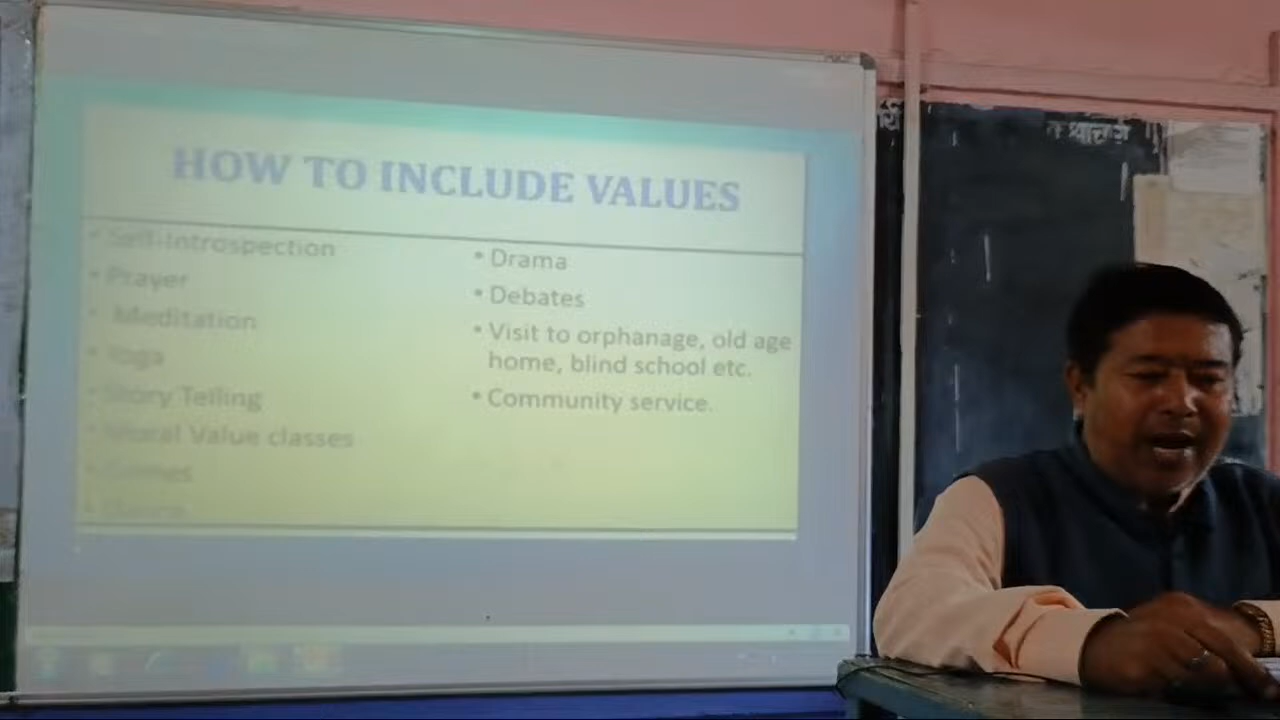 HOW TO INCLUDE VALUES
• Self-Introspection
• Prayer
• Meditation
• Yoga
• Story Telling
• Moral Value classes
• Games
• Drama
• Debates
• Visit to orphanage, old age
home, blind school etc.
• Community service.